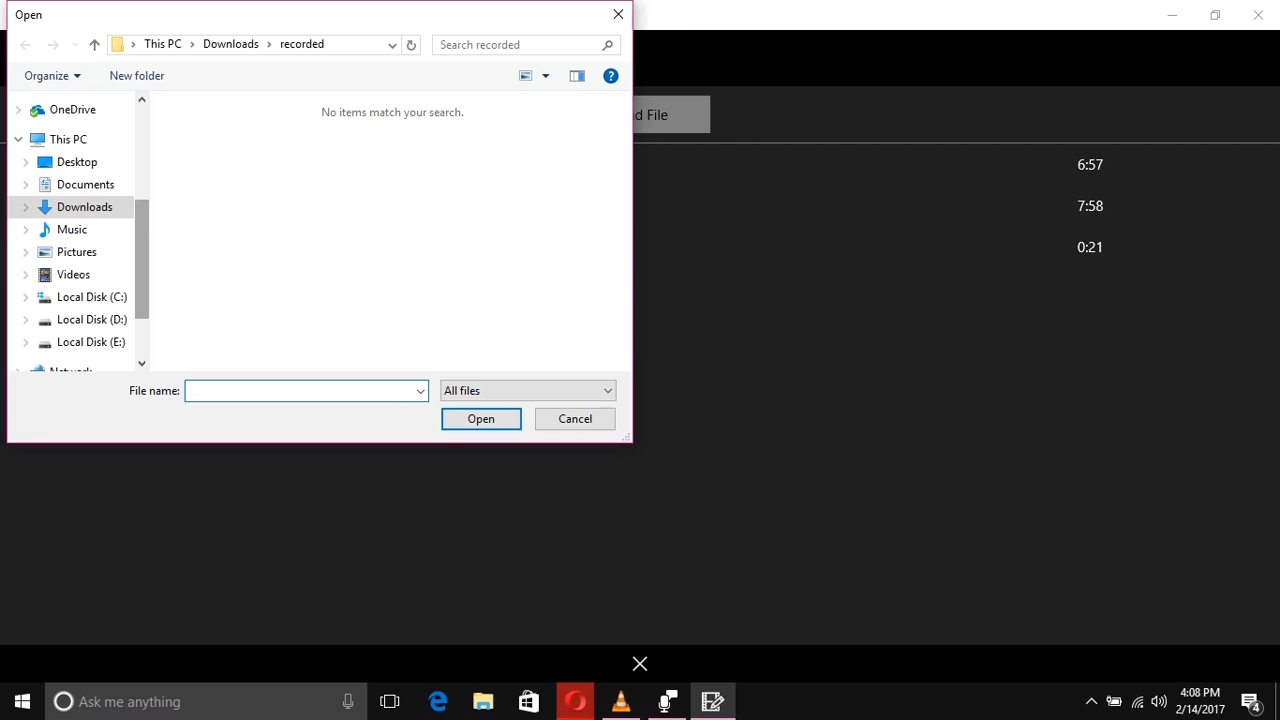 Open
This PC Downloads recorded
Search recorded
Organize
New folder
OneDrive
This PC
Desktop
Documents
Downloads
Music
Pictures
Videos
Local Disk (C:)
Local Disk (D:)
Local Disk (E:)
No items match your search.
File name:
All files
Open
Cancel
File
6:57
7:58
0:21
Ask me anything
4:08 PM
2/14/2017
4